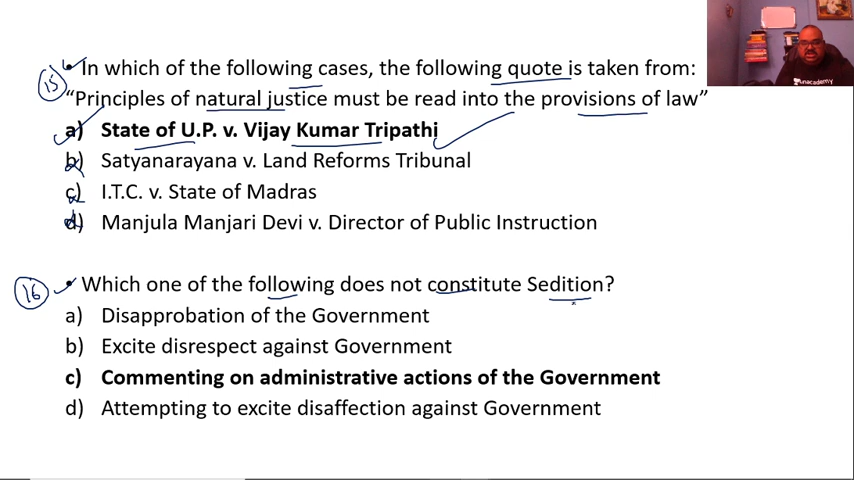 15 • In which of the following cases, the following quote is taken from:
“Principles of natural justice must be read into the provisions of law”
a) State of U.P. v. Vijay Kumar Tripathi
b) Satyanarayana v. Land Reforms Tribunal
c) I.T.C. v. State of Madras
d) Manjula Manjari Devi v. Director of Public Instruction
16 • Which one of the following does not constitute Sedition?
a) Disapprobation of the Government
b) Excite disrespect against Government
c) Commenting on administrative actions of the Government
d) Attempting to excite disaffection against Government
unacademy